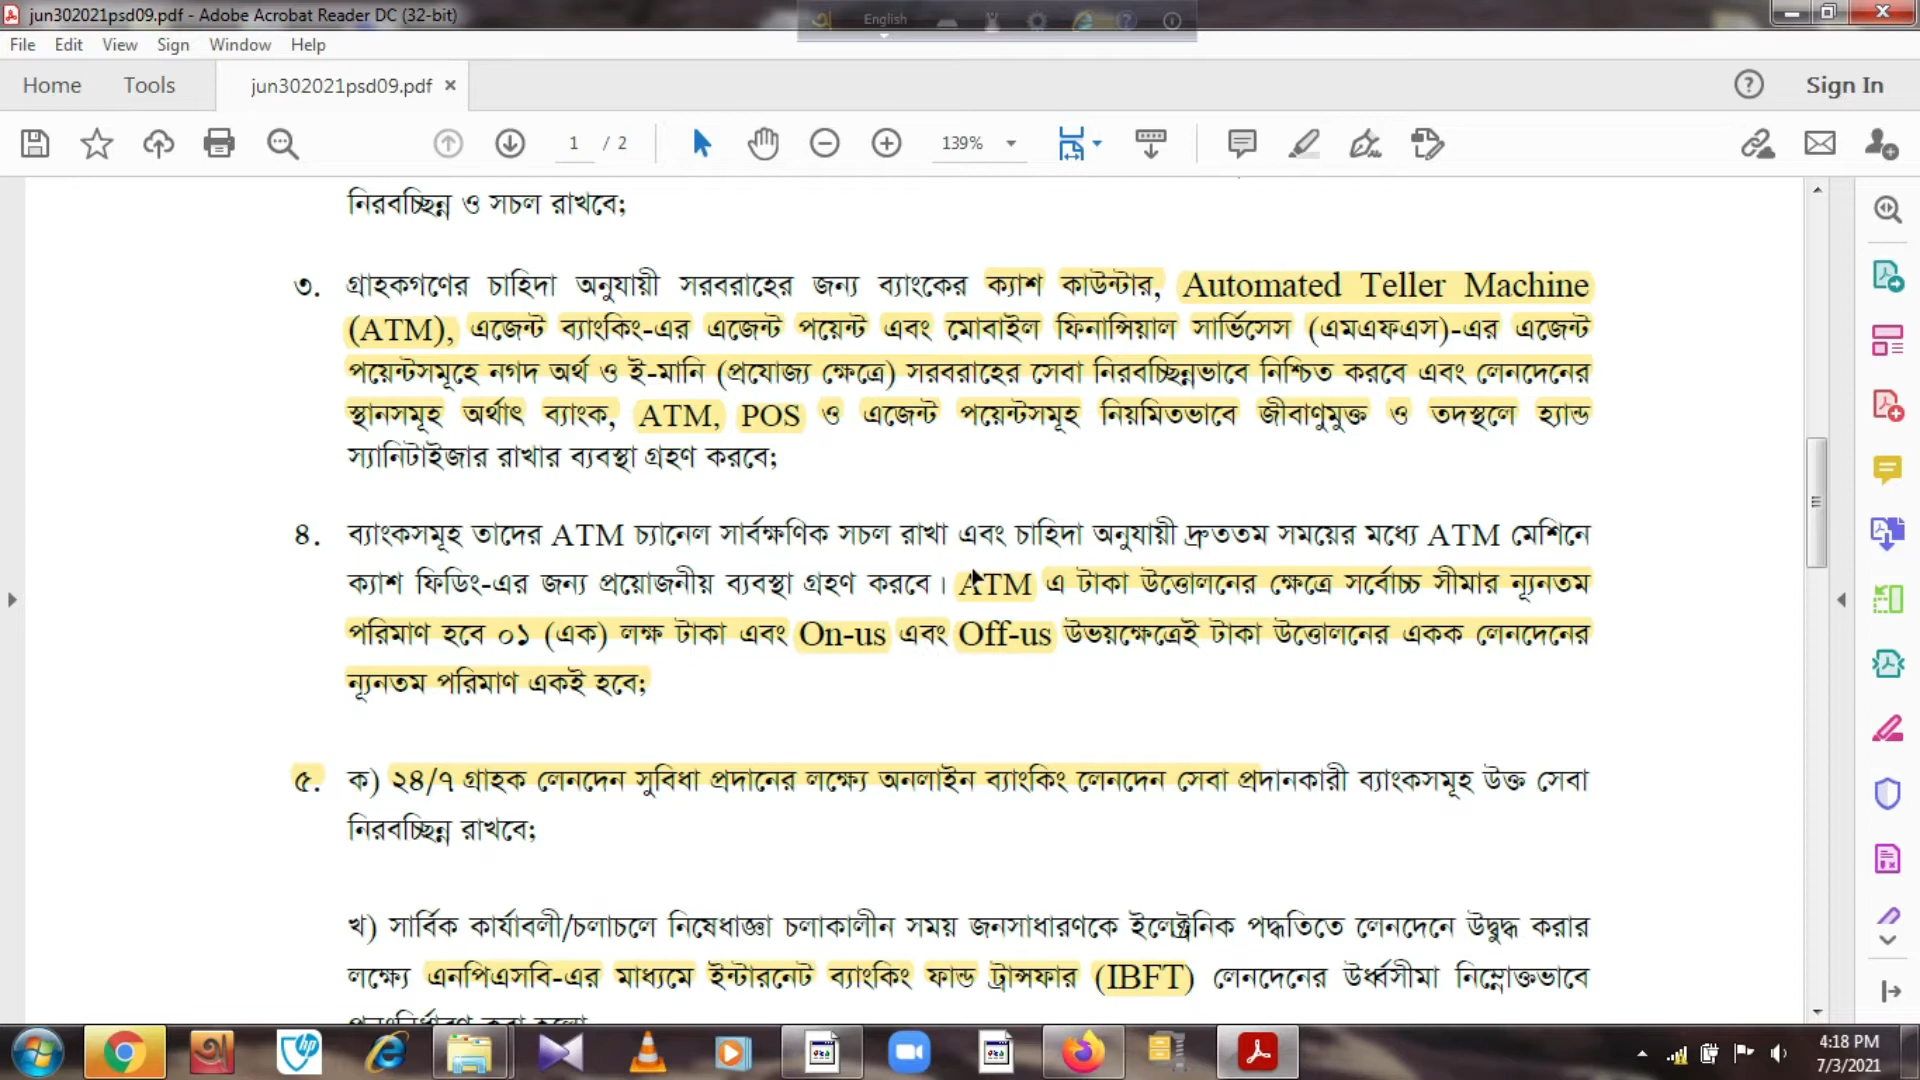 jun302021psd09.pdf - Adobe Acrobat Reader DC (32-bit)
English
File Edit View Sign Window Help
Home Tools jun302021psd09.pdf × Sign In
1 / 2 139%
নিরবচ্ছিন্ন ও সচল রাখবে;
৩. গ্রাহকগণের চাহিদা অনুযায়ী সরবরাহের জন্য ব্যাংকের ক্যাশ কাউন্টার, Automated Teller Machine
(ATM), এজেন্ট ব্যাংকিং-এর এজেন্ট পয়েন্ট এবং মোবাইল ফিনান্সিয়াল সার্ভিসেস (এমএফএস)-এর এজেন্ট
পয়েন্টসমূহে নগদ অর্থ ও ই-মানি (প্রযোজ্য ক্ষেত্রে) সরবরাহের সেবা নিরবচ্ছিন্নভাবে নিশ্চিত করবে এবং লেনদেনের
স্থানসমূহ অর্থাৎ ব্যাংক, ATM, POS ও এজেন্ট পয়েন্টসমূহ নিয়মিতভাবে জীবাণুমুক্ত ও তদস্থলে হ্যান্ড
স্যানিটাইজার রাখার ব্যবস্থা গ্রহণ করবে;
৪. ব্যাংকসমূহ তাদের ATM চ্যানেল সার্বক্ষণিক সচল রাখা এবং চাহিদা অনুযায়ী দ্রুততম সময়ের মধ্যে ATM মেশিনে
ক্যাশ ফিডিং-এর জন্য প্রয়োজনীয় ব্যবস্থা গ্রহণ করবে। ATM এ টাকা উত্তোলনের ক্ষেত্রে সর্বোচ্চ সীমার ন্যূনতম
পরিমাণ হবে ০১ (এক) লক্ষ টাকা এবং On-us এবং Off-us উভয়ক্ষেত্রেই টাকা উত্তোলনের একক লেনদেনের
ন্যূনতম পরিমাণ একই হবে;
৫. ক) ২৪/৭ গ্রাহক লেনদেন সুবিধা প্রদানের লক্ষ্যে অনলাইন ব্যাংকিং লেনদেন সেবা প্রদানকারী ব্যাংকসমূহ উক্ত সেবা
নিরবচ্ছিন্ন রাখবে;
খ) সার্বিক কার্যাবলী/চলাচলে নিষেধাজ্ঞা চলাকালীন সময় জনসাধারণকে ইলেক্ট্রনিক পদ্ধতিতে লেনদেনে উদ্বুদ্ধ করার
লক্ষ্যে এনপিএসবি-এর মাধ্যমে ইন্টারনেট ব্যাংকিং ফান্ড ট্রান্সফার (IBFT) লেনদেনের উর্ধ্বসীমা নিম্নোক্তভাবে
4:18 PM
7/3/2021